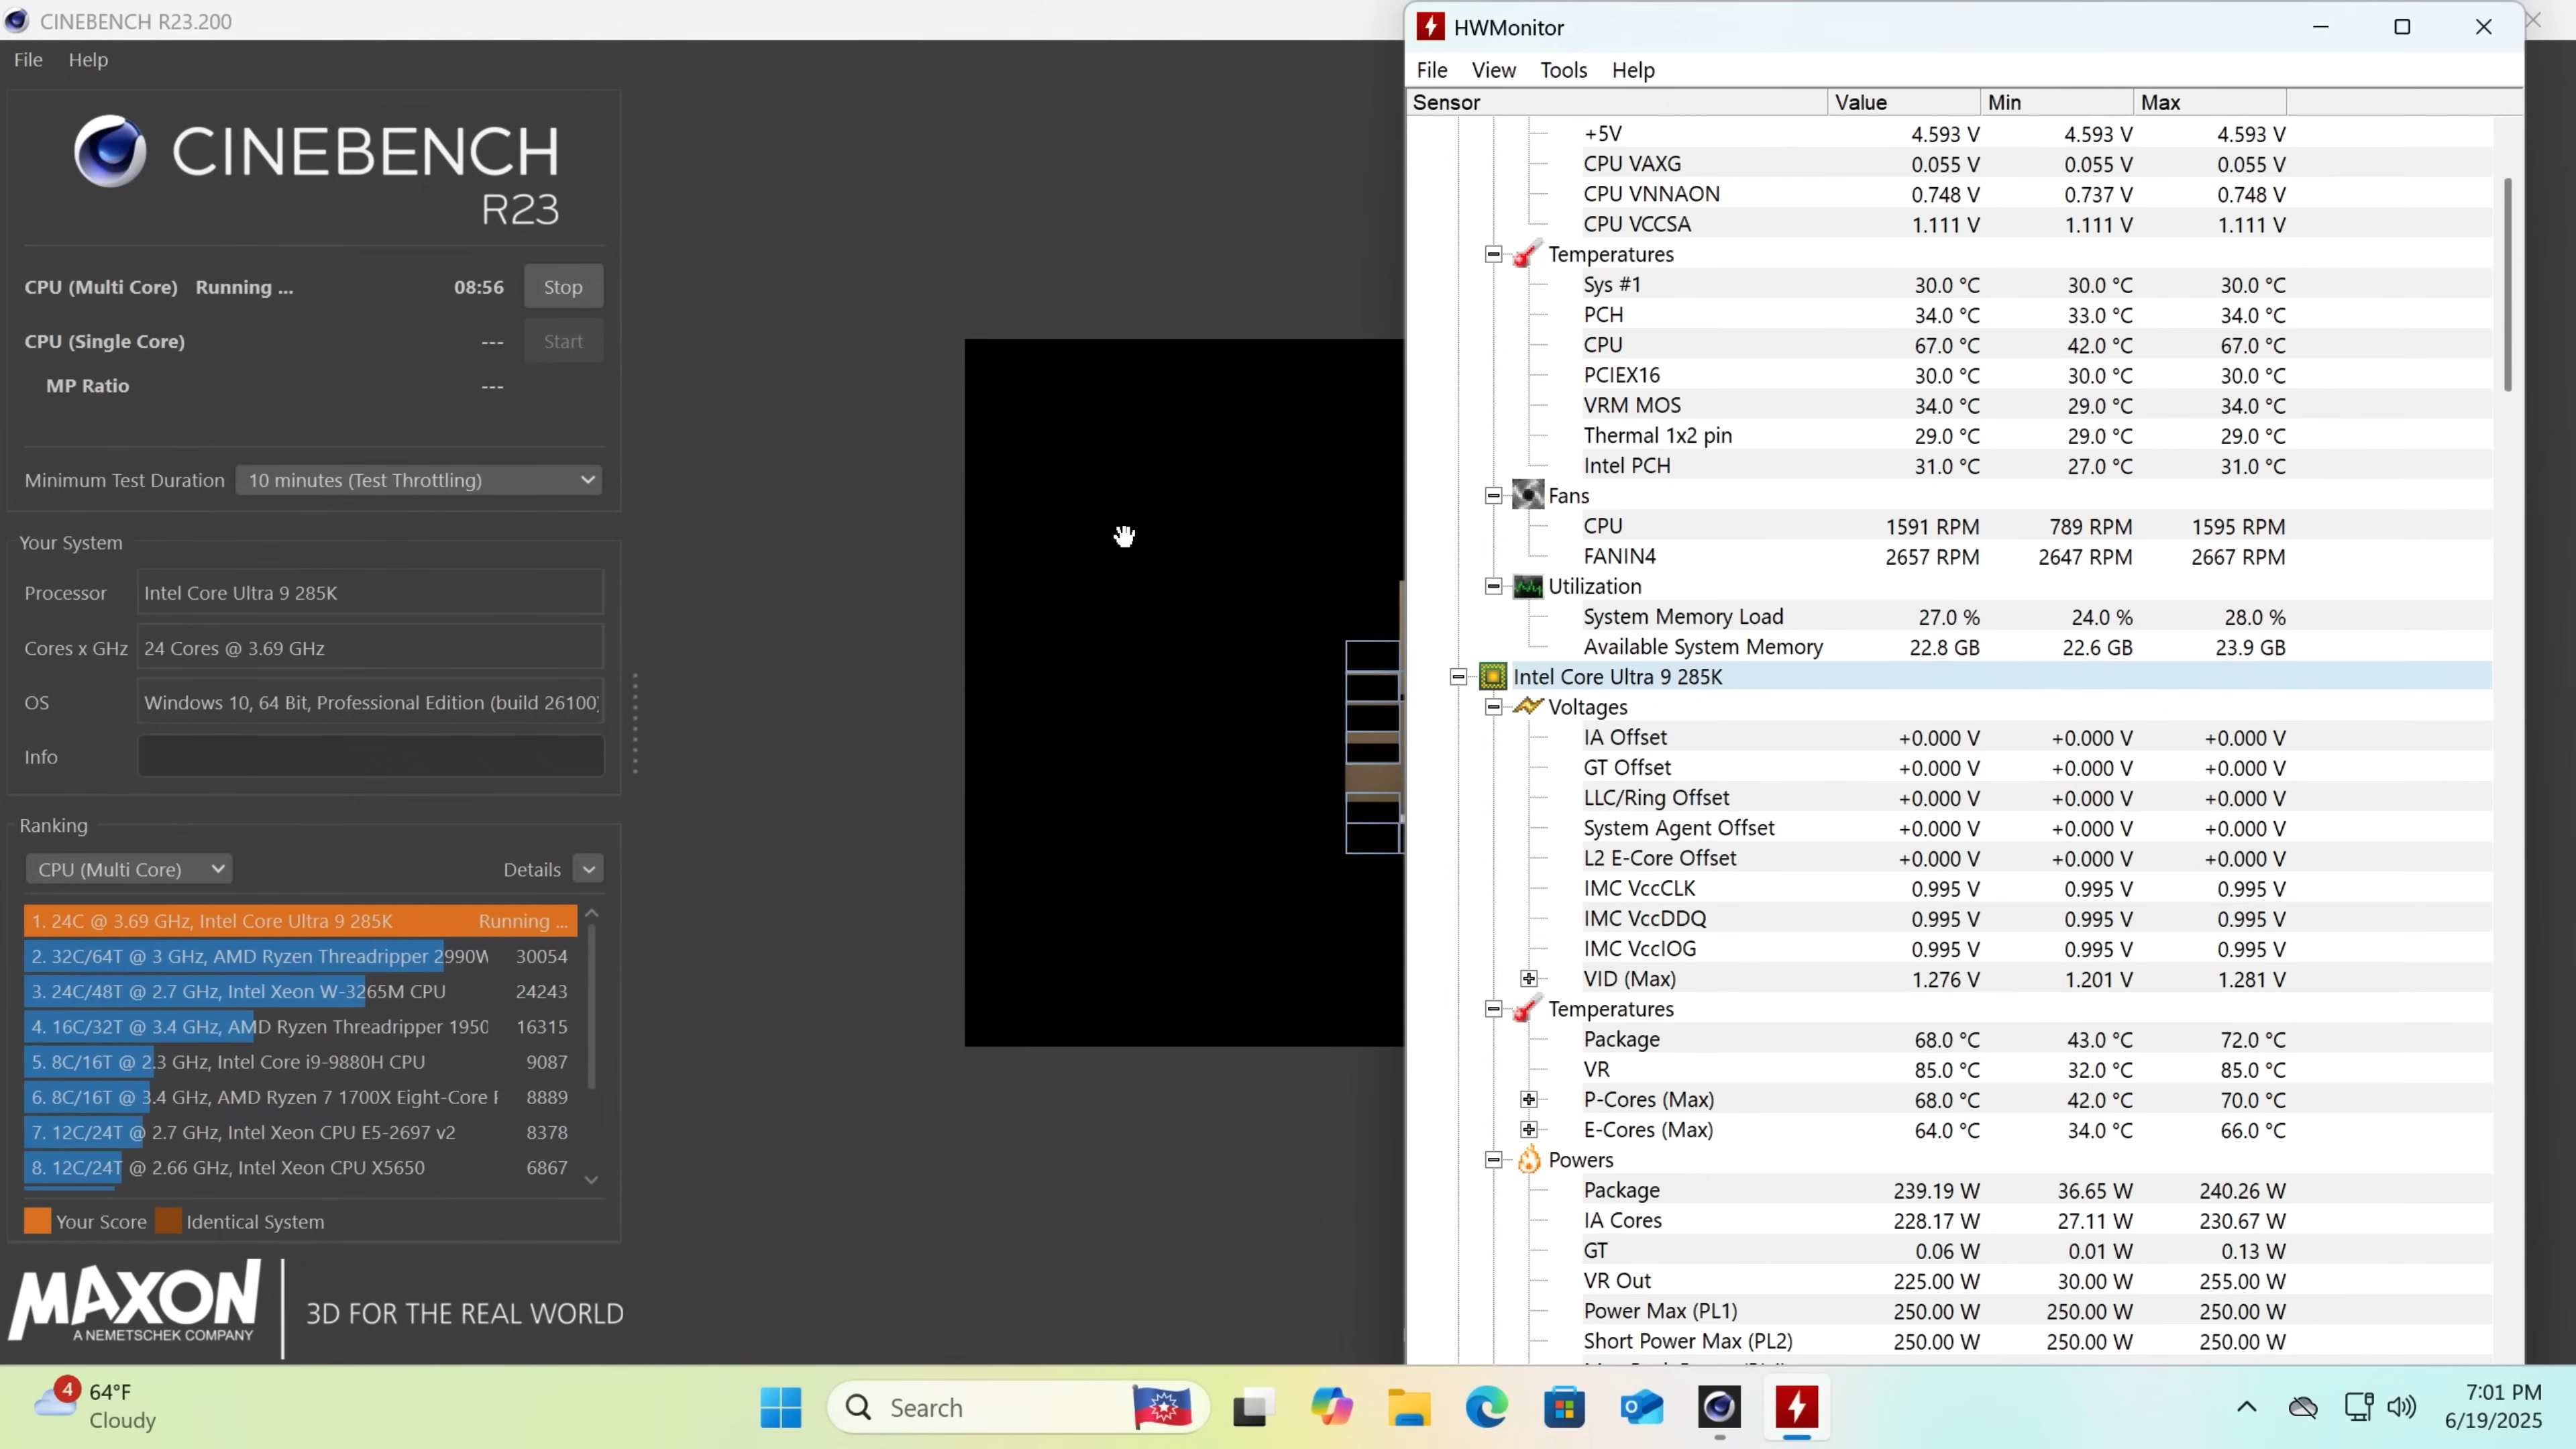 CINEBENCH R23.200
File Help
CINEBENCH
R23
CPU (Multi Core) Running ... 08:56 Stop
CPU (Single Core) --- Start
MP Ratio ---
Minimum Test Duration 10 minutes (Test Throttling)
Your System
Processor Intel Core Ultra 9 285K
Cores x GHz 24 Cores @ 3.69 GHz
OS Windows 10, 64 Bit, Professional Edition (build 26100)
Info
Ranking
CPU (Multi Core) Details
1. 24C @ 3.69 GHz, Intel Core Ultra 9 285K Running ...
2. 32C/64T @ 3 GHz, AMD Ryzen Threadripper 2990W 30054
3. 24C/48T @ 2.7 GHz, Intel Xeon W-3265M CPU 24243
4. 16C/32T @ 3.4 GHz, AMD Ryzen Threadripper 1950 16315
5. 8C/16T @ 2.3 GHz, Intel Core i9-9880H CPU 9087
6. 8C/16T @ 3.4 GHz, AMD Ryzen 7 1700X Eight-Core 8889
7. 12C/24T @ 2.7 GHz, Intel Xeon CPU E5-2697 v2 8378
8. 12C/24T @ 2.66 GHz, Intel Xeon CPU X5650 6867
Your Score Identical System
MAXON
A NEMETSCHEK COMPANY
3D FOR THE REAL WORLD
HWMonitor
File View Tools Help
Sensor Value Min Max
+5V 4.593 V 4.593 V 4.593 V
CPU VAXG 0.055 V 0.055 V 0.055 V
CPU VNNAON 0.748 V 0.737 V 0.748 V
CPU VCCSA 1.111 V 1.111 V 1.111 V
Temperatures
Sys #1 30.0 °C 30.0 °C 30.0 °C
PCH 34.0 °C 33.0 °C 34.0 °C
CPU 67.0 °C 42.0 °C 67.0 °C
PCIEX16 30.0 °C 30.0 °C 30.0 °C
VRM MOS 34.0 °C 29.0 °C 34.0 °C
Thermal 1x2 pin 29.0 °C 29.0 °C 29.0 °C
Intel PCH 31.0 °C 27.0 °C 31.0 °C
Fans
CPU 1591 RPM 789 RPM 1595 RPM
FANIN4 2657 RPM 2647 RPM 2667 RPM
Utilization
System Memory Load 27.0 % 24.0 % 28.0 %
Available System Memory 22.8 GB 22.6 GB 23.9 GB
Intel Core Ultra 9 285K
Voltages
IA Offset +0.000 V +0.000 V +0.000 V
GT Offset +0.000 V +0.000 V +0.000 V
LLC/Ring Offset +0.000 V +0.000 V +0.000 V
System Agent Offset +0.000 V +0.000 V +0.000 V
L2 E-Core Offset +0.000 V +0.000 V +0.000 V
IMC VccCLK 0.995 V 0.995 V 0.995 V
IMC VccDDQ 0.995 V 0.995 V 0.995 V
IMC VccIOG 0.995 V 0.995 V 0.995 V
VID (Max) 1.276 V 1.201 V 1.281 V
Temperatures
Package 68.0 °C 43.0 °C 72.0 °C
VR 85.0 °C 32.0 °C 85.0 °C
P-Cores (Max) 68.0 °C 42.0 °C 70.0 °C
E-Cores (Max) 64.0 °C 34.0 °C 66.0 °C
Powers
Package 239.19 W 36.65 W 240.26 W
IA Cores 228.17 W 27.11 W 230.67 W
GT 0.06 W 0.01 W 0.13 W
VR Out 225.00 W 30.00 W 255.00 W
Power Max (PL1) 250.00 W 250.00 W 250.00 W
Short Power Max (PL2) 250.00 W 250.00 W 250.00 W
4
64°F
Cloudy
Search
7:01 PM
6/19/2025